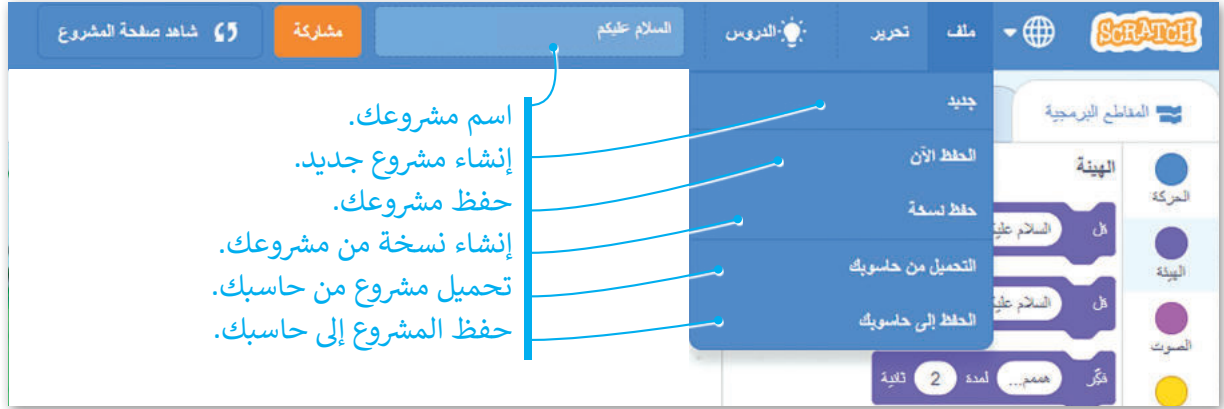 SCRATCH
ملف
تحرير
الدروس
السلام عليكم
مشاركة
شاهد صفحة المشروع
المقاطع البرمجية
جديد
الحفظ الآن
حفظ نسخة
التحميل من حاسوبك
الحفظ إلى حاسوبك
اسم مشروعك.
إنشاء مشروع جديد.
حفظ مشروعك.
إنشاء نسخة من مشروعك.
تحميل مشروع من حاسبك.
حفظ المشروع إلى حاسبك.
الحركة
الهيئة
الصوت
الهيئة
قل السلام
قل السلام
فكّر هممم... لمدة 2 ثانية